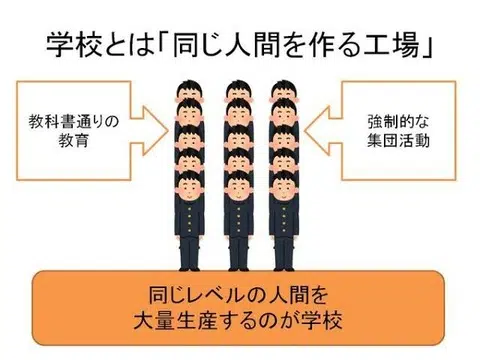 学校とは「同じ人間を作る工場」
教科書通りの
教育
強制的な
集団活動
同じレベルの人間を
大量生産するのが学校